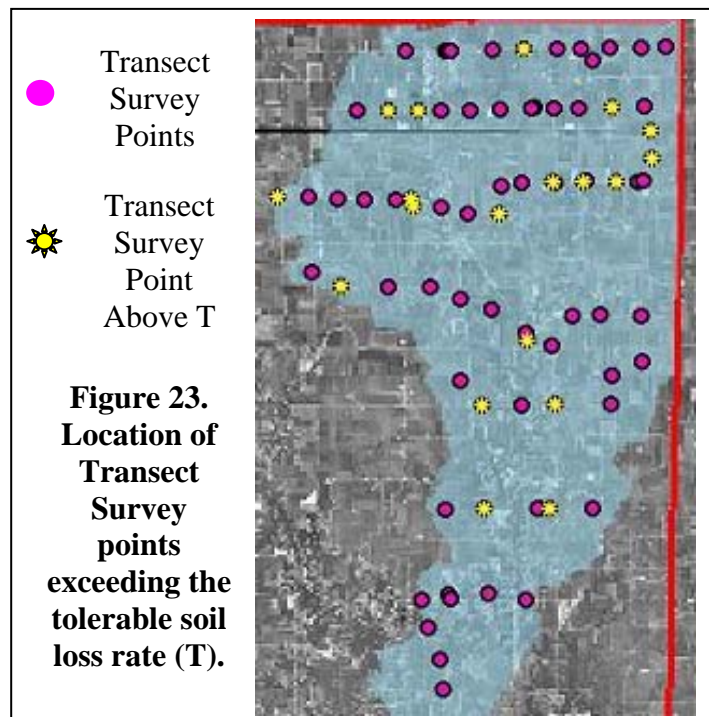 Transect
Survey
Points
Transect
Survey
Point
Above T
Figure 23.
Location of
Transect
Survey
points
exceeding the
tolerable soil
loss rate (T).